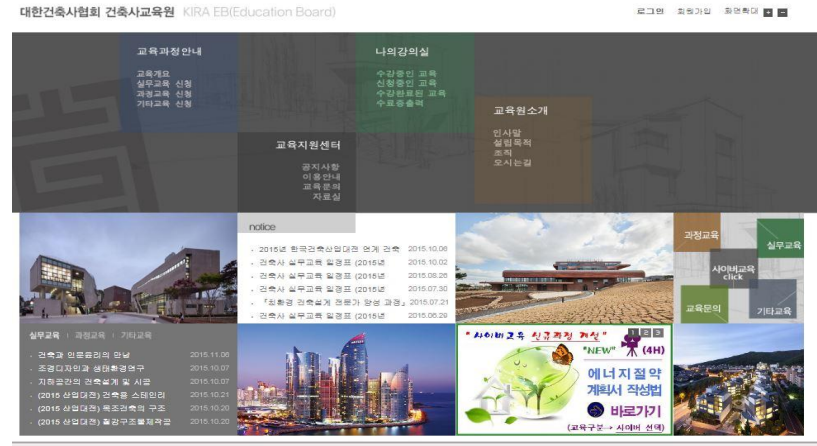 대한건축사협회 건축사교육원 KIRA EB(Education Board)
로그인 회원가입 화면확대 + -
교육과정안내
교육개요
실무교육 신청
과정교육 신청
기타교육 신청
나의강의실
수강중인 교육
신청중인 교육
수강완료된 교육
수료증출력
교육원소개
인사말
설립목적
조직
오시는길
교육지원센터
공지사항
이용안내
교육문의
자료실
notice
· 2015년 한국건축산업대전 연계 건축 2015.10.06
· 건축사 실무교육 일정표 (2015년 2015.10.02
· 건축사 실무교육 일정표 (2015년 2015.08.25
· 건축사 실무교육 일정표 (2015년 2015.07.30
· 『친환경 건축설계 전문가 양성 과정』 2015.07.21
· 건축사 실무교육 일정표 (2015년 2015.06.29
과정교육
실무교육
사이버교육
click
교육문의
기타교육
실무교육 | 과정교육 | 기타교육
· 건축과 인문윤리의 만남 2015.11.06
· 조경디자인과 생태환경연구 2015.10.07
· 지하공간의 건축설계 및 시공 2015.10.07
· (2015 산업대전) 건축용 스테인리 2015.10.21
· (2015 산업대전) 목조건축의 구조 2015.10.20
· (2015 산업대전) 철강구조물제작공 2015.10.20
"사이버교육 신규과정 개선"
1 2 3
"NEW" (4H)
에너지절약
계획서 작성법
바로가기
(교육구분→ 사이버 선택)